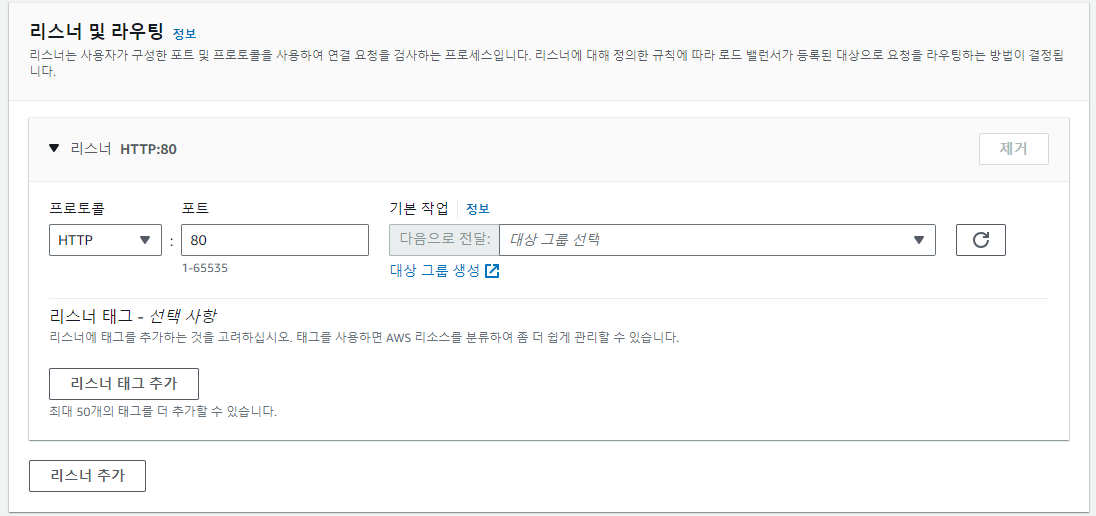 리스너 및 라우팅 정보
리스너는 사용자가 구성한 포트 및 프로토콜을 사용하여 연결 요청을 검사하는 프로세스입니다. 리스너에 대해 정의한 규칙에 따라 로드 밸런서가 등록된 대상으로 요청을 라우팅하는 방법이 결정됩
니다.
리스너 HTTP:80
제거
프로토콜 포트 기본 작업 정보
HTTP : 80 다음으로 전달: 대상 그룹 선택
1-65535 대상 그룹 생성
리스너 태그 - 선택 사항
리스너에 태그를 추가하는 것을 고려하십시오. 태그를 사용하면 AWS 리소스를 분류하여 좀 더 쉽게 관리할 수 있습니다.
리스너 태그 추가
최대 50개의 태그를 더 추가할 수 있습니다.
리스너 추가